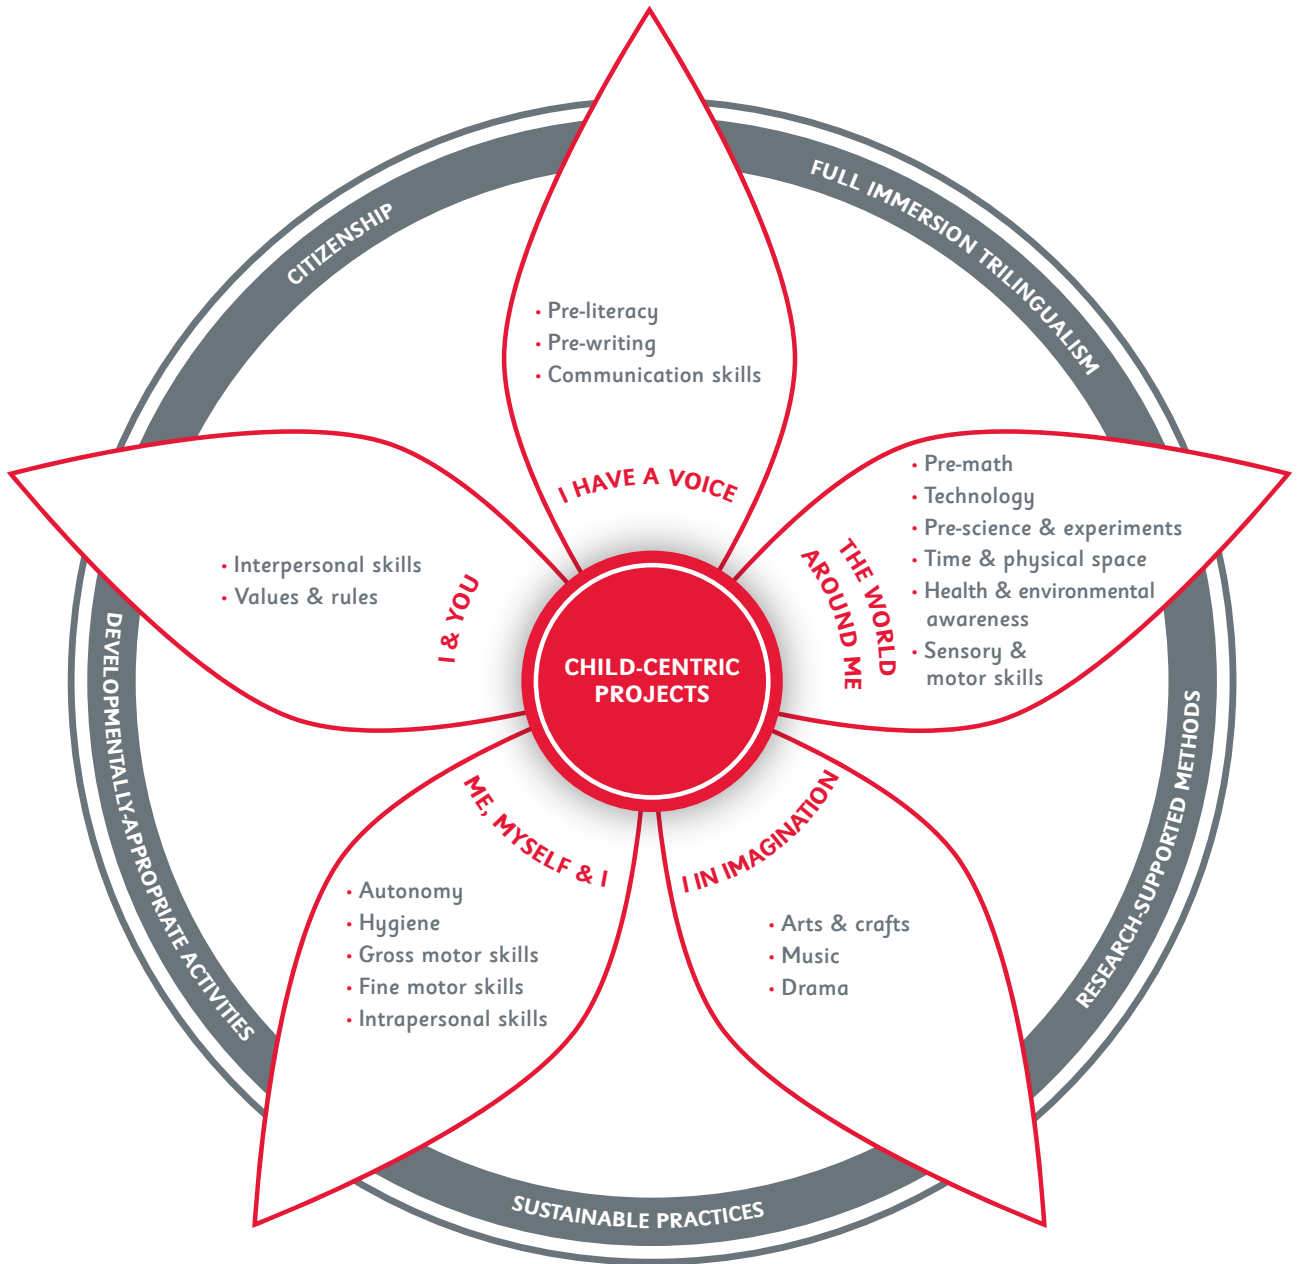 CITIZENSHIP
FULL IMMERSION TRILINGUALISM
• Pre-literacy
• Pre-writing
• Communication skills
I HAVE A VOICE
• Pre-math
• Technology
• Pre-science & experiments
• Time & physical space
• Health & environmental
awareness
• Sensory &
motor skills
THE WORLD
AROUND ME
• Interpersonal skills
• Values & rules
I & YOU
CHILD-CENTRIC
PROJECTS
DEVELOPMENTALLY-APPROPRIATE ACTIVITIES
RESEARCH-SUPPORTED METHODS
ME, MYSELF & I
• Autonomy
• Hygiene
• Gross motor skills
• Fine motor skills
• Intrapersonal skills
I IN IMAGINATION
• Arts & crafts
• Music
• Drama
SUSTAINABLE PRACTICES